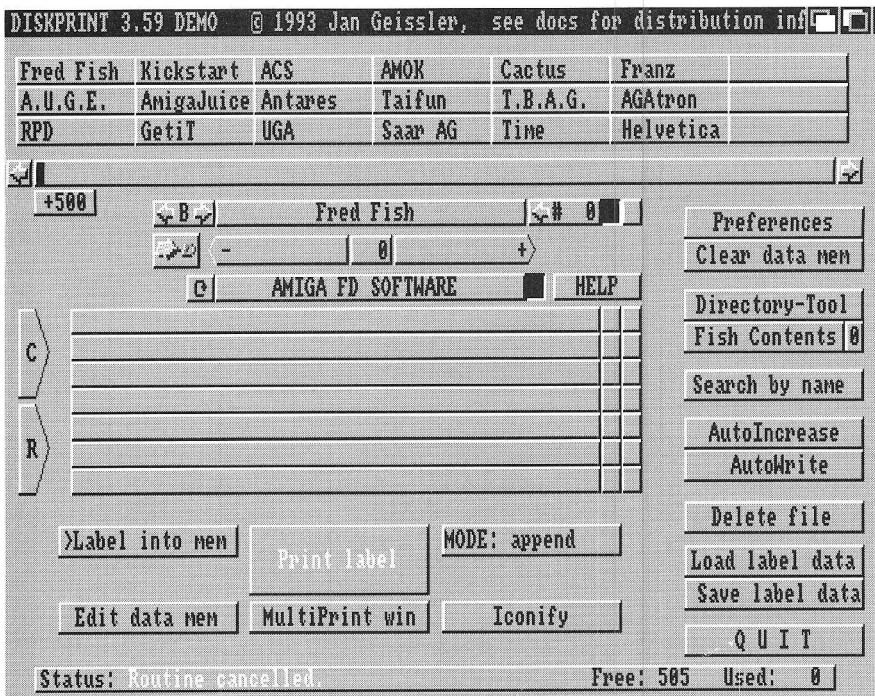 DISKPRINT 3.59 DEMO © 1993 Jan Geissler, see docs for distribution inf
Fred Fish Kickstart ACS AMOK Cactus Franz
A.U.G.E. AmigaJuice Antares Taifun T.B.A.G. AGAtron
RPD GetiT UGA Saar AG Time Helvetica
+500
B Fred Fish # 0
- 0 +
AMIGA FD SOFTWARE HELP
C
R
Preferences
Clear data mem
Directory-Tool
Fish Contents 0
Search by name
AutoIncrease
AutoWrite
Delete file
Load label data
Save label data
QUIT
>Label into mem Print label MODE: append
Edit data mem MultiPrint win Iconify
Status: Routine cancelled. Free: 505 Used: 0